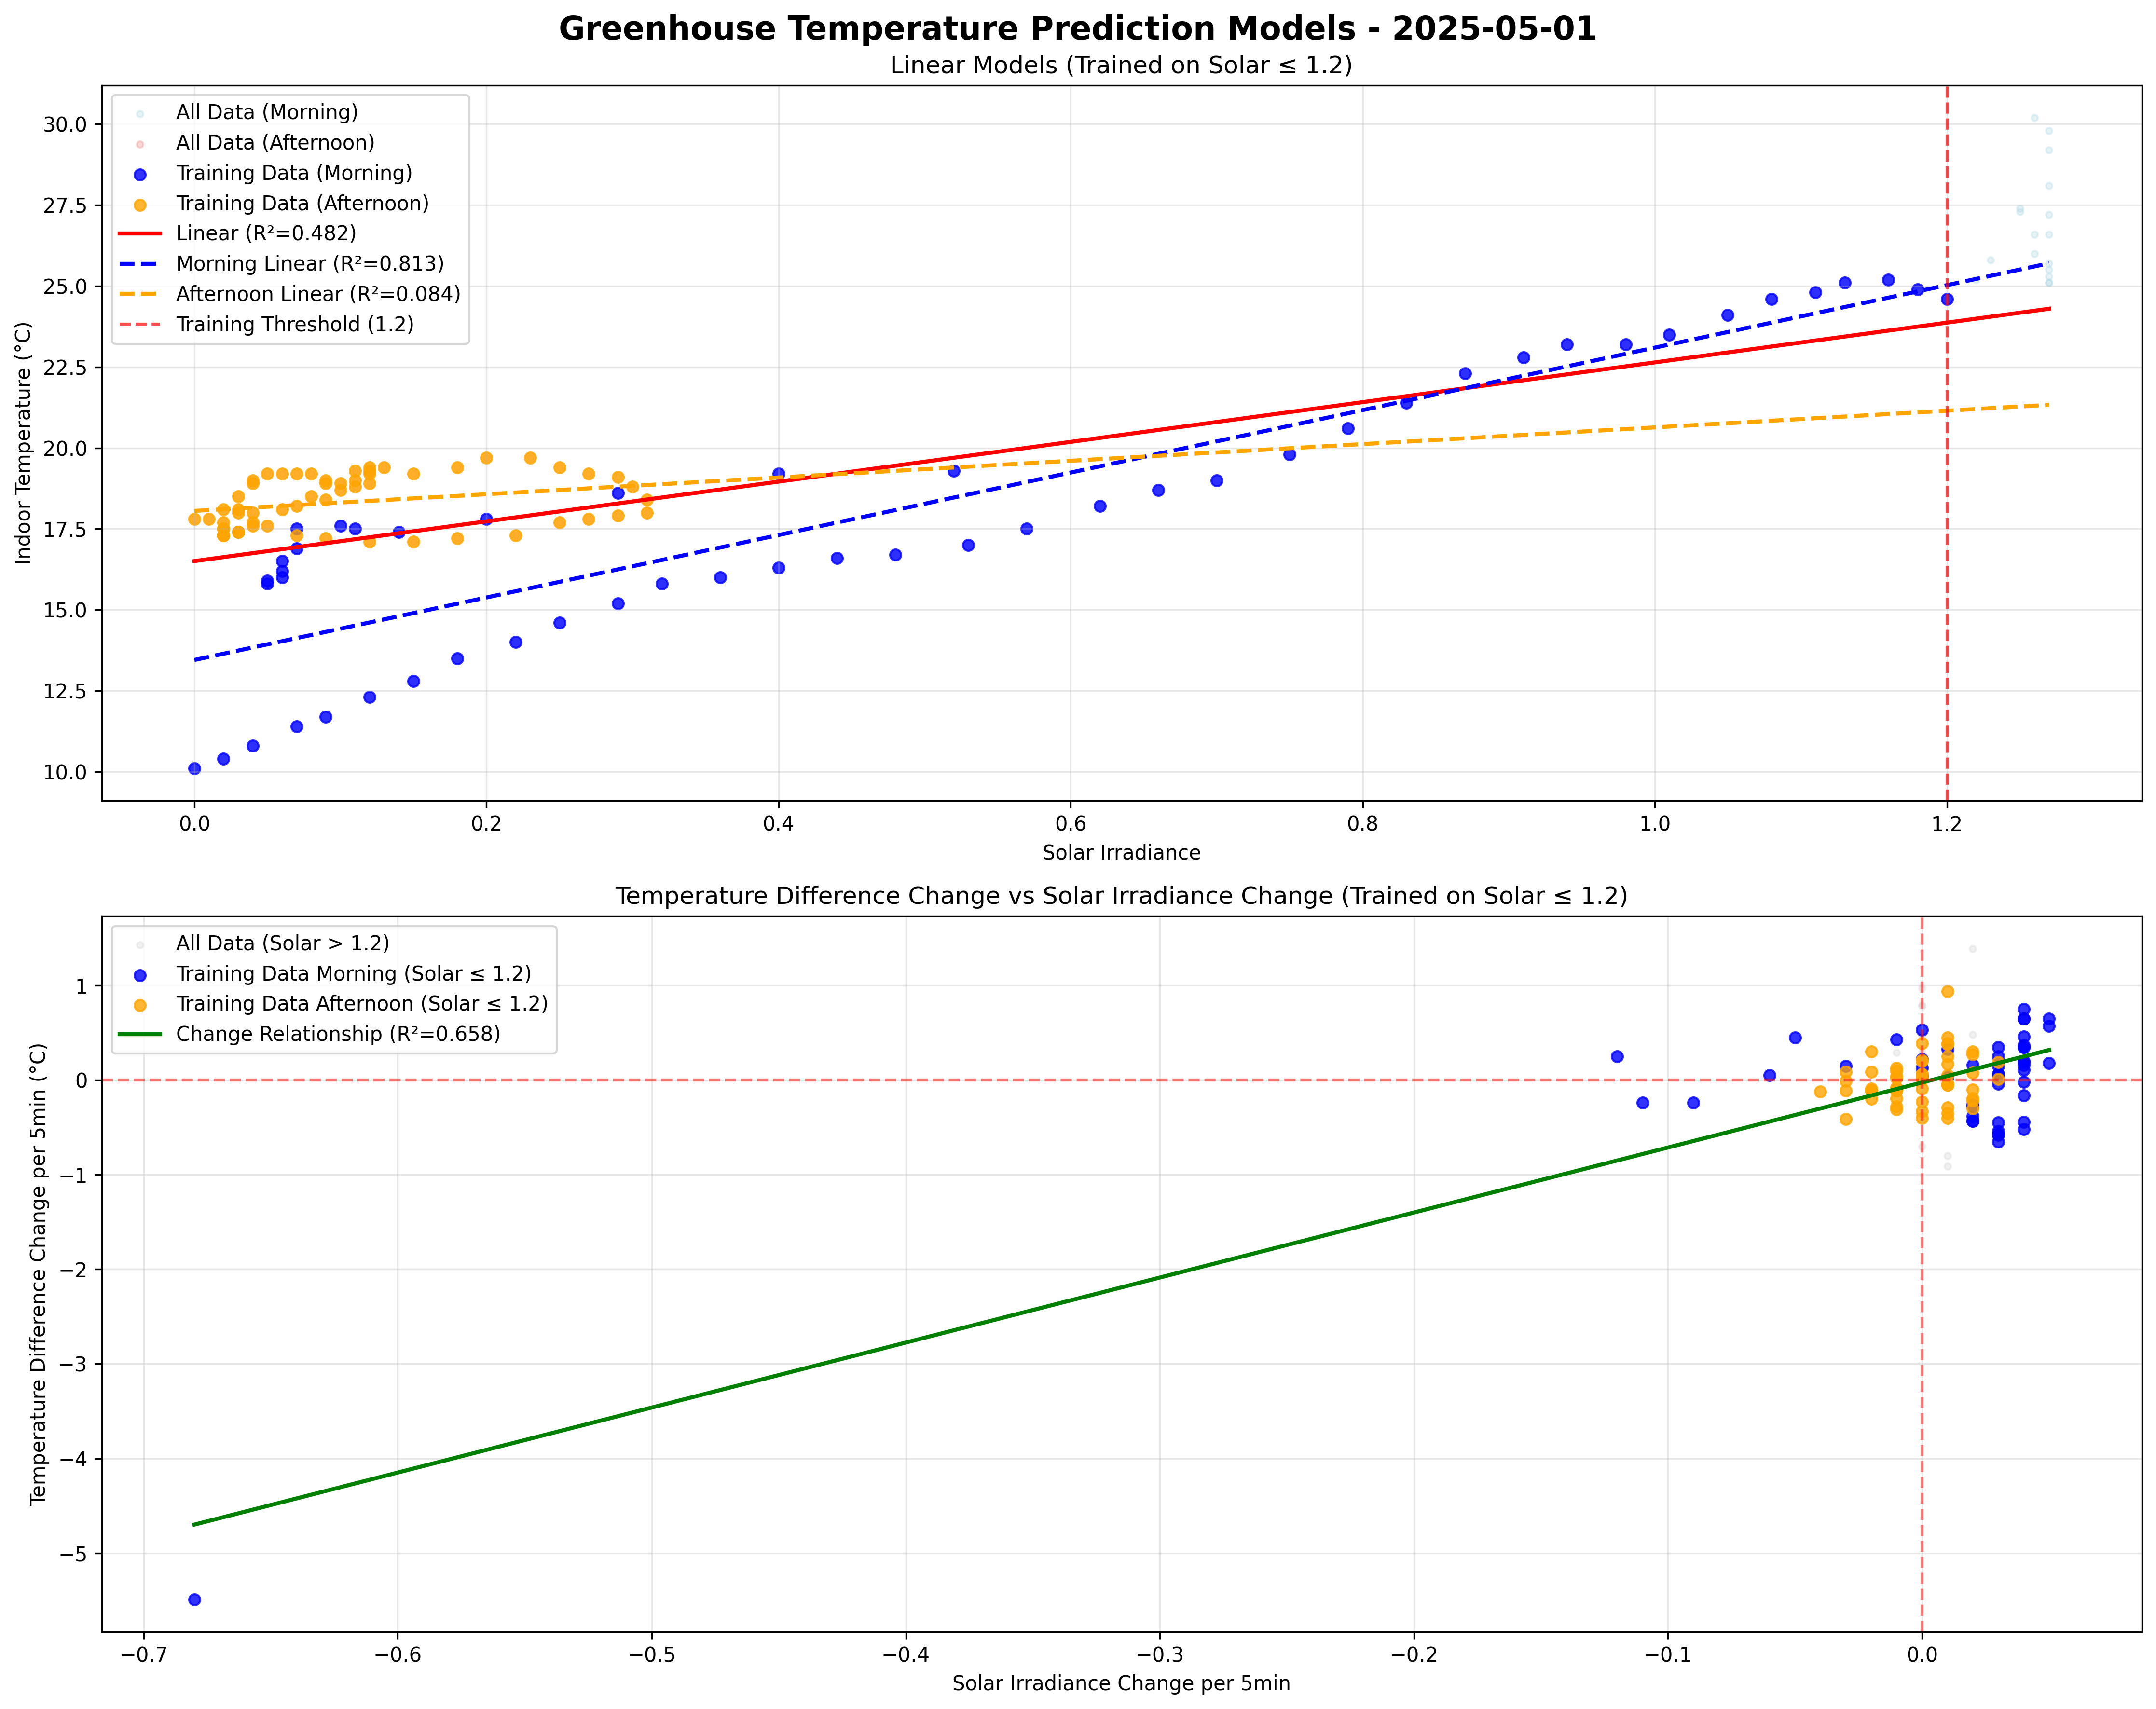 Greenhouse Temperature Prediction Models - 2025-05-01
Linear Models (Trained on Solar ≤ 1.2)
All Data (Morning)
All Data (Afternoon)
Training Data (Morning)
Training Data (Afternoon)
Linear (R²=0.482)
Morning Linear (R²=0.813)
Afternoon Linear (R²=0.084)
Training Threshold (1.2)
Indoor Temperature (°C)
30.0
27.5
25.0
22.5
20.0
17.5
15.0
12.5
10.0
0.0 0.2 0.4 0.6 0.8 1.0 1.2
Solar Irradiance
Temperature Difference Change vs Solar Irradiance Change (Trained on Solar ≤ 1.2)
All Data (Solar > 1.2)
Training Data Morning (Solar ≤ 1.2)
Training Data Afternoon (Solar ≤ 1.2)
Change Relationship (R²=0.658)
Temperature Difference Change per 5min (°C)
1
0
−1
−2
−3
−4
−5
−0.7 −0.6 −0.5 −0.4 −0.3 −0.2 −0.1 0.0
Solar Irradiance Change per 5min